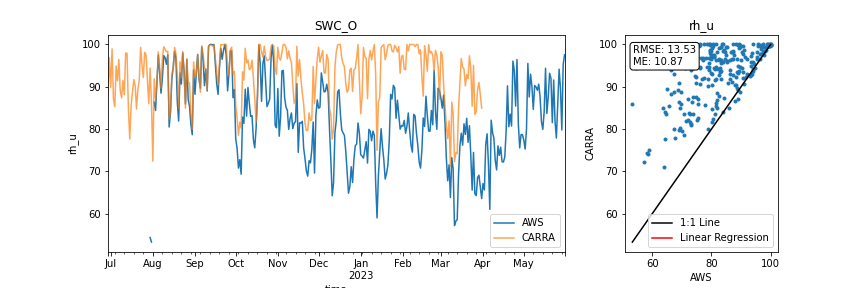 SWC_O
rh_u
100
90
80
70
60
rh_u
AWS
CARRA
Jul
Aug
Sep
Oct
Nov
Dec
Jan
Feb
Mar
Apr
May
2023
time
rh_u
RMSE: 13.53
ME: 10.87
100
90
80
70
60
CARRA
1:1 Line
Linear Regression
60
80
100
AWS